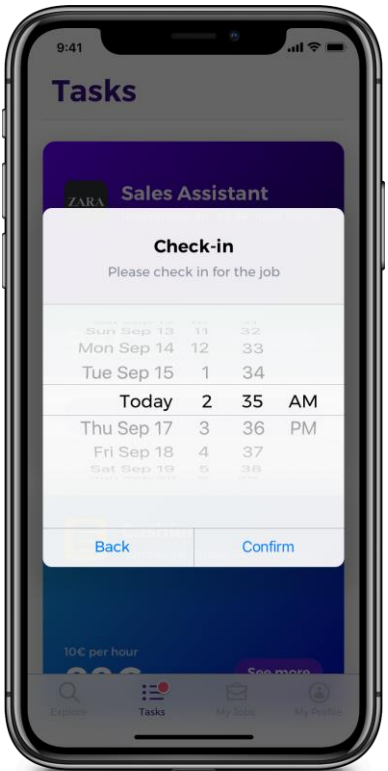 9:41
Tasks
ZARA
Sales Assistant
Check-in
Please check in for the job
Sun Sep 13 11 32
Mon Sep 14 12 33
Tue Sep 15 1 34
Today 2 35 AM
Thu Sep 17 3 36 PM
Fri Sep 18 4 37
Sat Sep 19 5 38
Back Confirm
10€ per hour
See more
Explore Tasks My Jobs My Profile